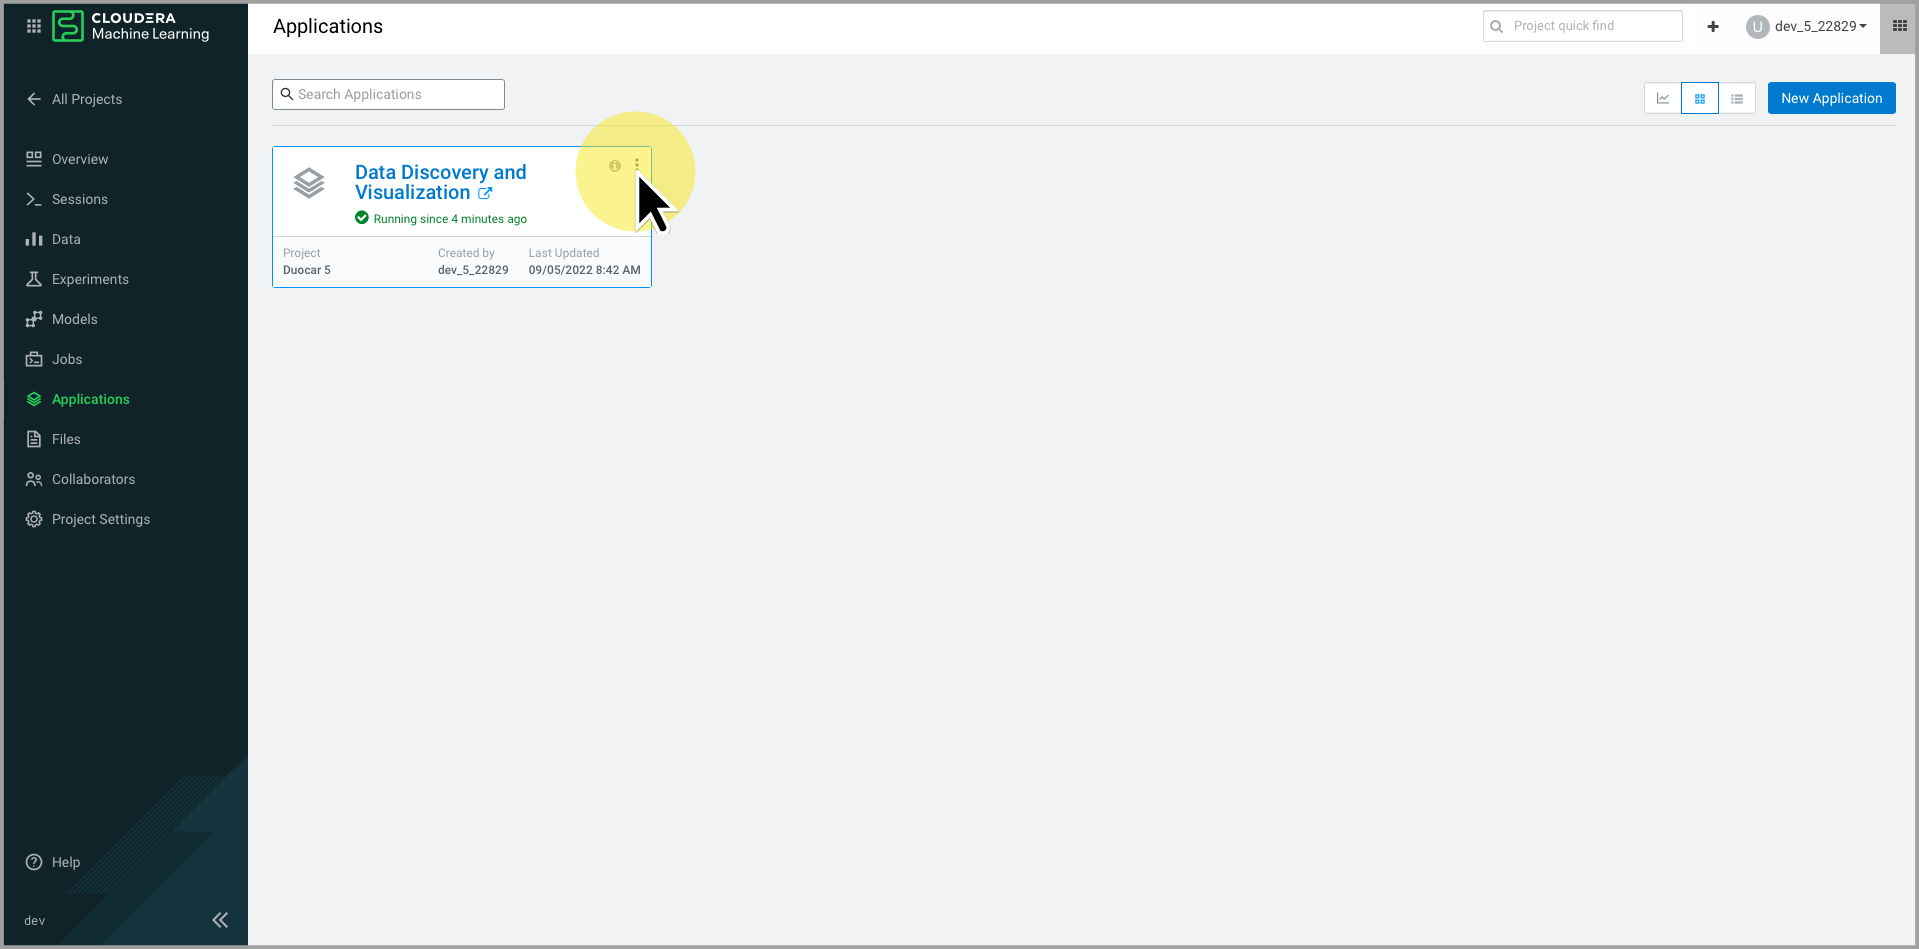 CLOUDERA
Machine Learning
Applications
Project quick find
U
dev_5_22829
All Projects
Search Applications
New Application
Overview
Sessions
Data
Experiments
Models
Jobs
Applications
Files
Collaborators
Project Settings
Data Discovery and
Visualization
Running since 4 minutes ago
Project
Created by
Last Updated
Duocar 5
dev_5_22829
09/05/2022 8:42 AM
Help
dev